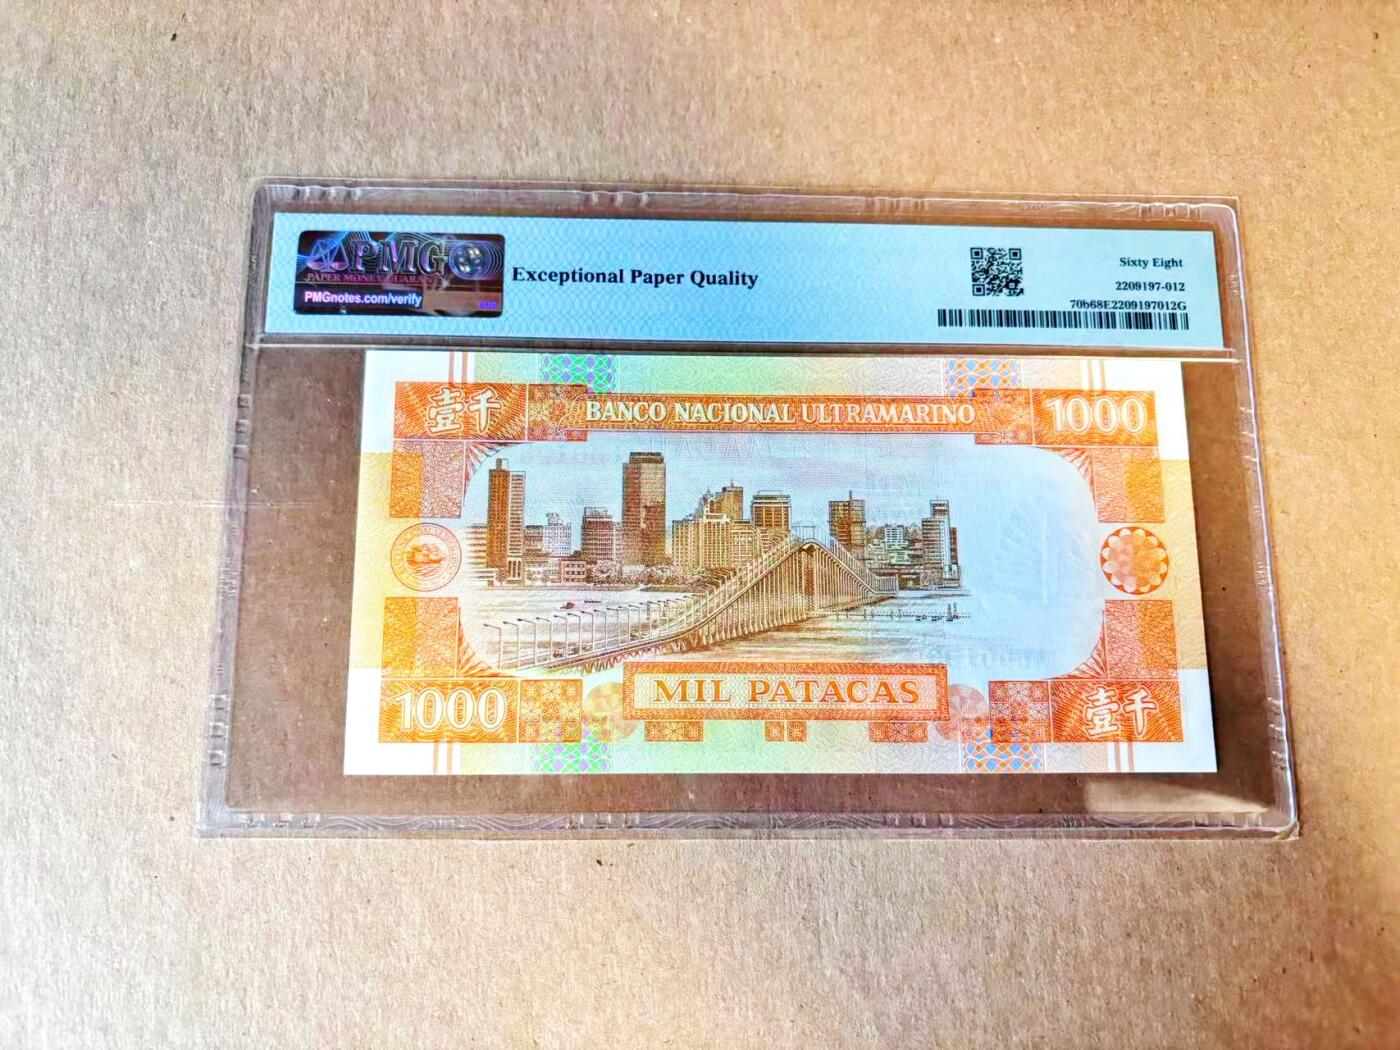 PMG
PAPER MONEY GUARANTY
PMGnotes.com/verify
Exceptional Paper Quality
Sixty Eight
2209197-012
70b68E2209197012G
壹千
BANCO NACIONAL ULTRAMARINO
1000
MIL PATACAS
1000
壹千